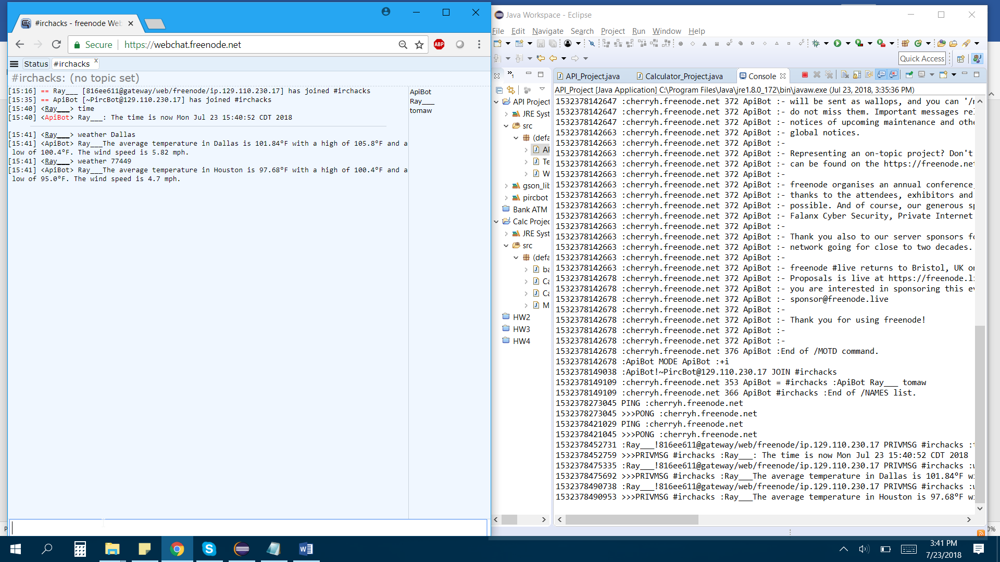 #irchacks - freenode Web
Secure
https://webchat.freenode.net
ABP
Status
#irchacks x
#irchacks: (no topic set)
[15:16] == Ray___ [816ee611@gateway/web/freenode/ip.129.110.230.17] has joined #irchacks
[15:35] == ApiBot [~PircBot@129.110.230.17] has joined #irchacks
[15:40] <Ray___> time
[15:40] <ApiBot> Ray___: The time is now Mon Jul 23 15:40:52 CDT 2018
[15:41] <Ray___> weather Dallas
[15:41] <ApiBot> Ray___The average temperature in Dallas is 101.84°F with a high of 105.8°F and a
low of 100.4°F. The wind speed is 5.82 mph.
[15:41] <Ray___> weather 77449
[15:41] <ApiBot> Ray___The average temperature in Houston is 97.68°F with a high of 100.4°F and a
low of 95.0°F. The wind speed is 4.7 mph.
ApiBot
Ray___
tomaw
Java Workspace - Eclipse
File Edit Navigate Search Project Run Window Help
Quick Access
API Project
JRE Syst
src
(defa
AF
Te
W
gson_lib
pircbot
Bank ATM
Calc Projec
JRE Syst
src
(defa
ba
Ca
Ca
M
HW2
HW3
HW4
API_Project.java
Calculator_Project.java
Console
API_Project [Java Application] C:\Program Files\Java\jre1.8.0_172\bin\javaw.exe (Jul 23, 2018, 3:35:36 PM)
1532378142647 :cherryh.freenode.net 372 ApiBot :- will be sent as wallops, and you can '/m
1532378142647 :cherryh.freenode.net 372 ApiBot :- do not miss them. Important messages rel
1532378142647 :cherryh.freenode.net 372 ApiBot :- notices of upcoming maintenance and othe
1532378142663 :cherryh.freenode.net 372 ApiBot :- global notices.
1532378142663 :cherryh.freenode.net 372 ApiBot :-
1532378142663 :cherryh.freenode.net 372 ApiBot :- Representing an on-topic project? Don't
1532378142663 :cherryh.freenode.net 372 ApiBot :- can be found on the https://freenode.net
1532378142663 :cherryh.freenode.net 372 ApiBot :-
1532378142663 :cherryh.freenode.net 372 ApiBot :- freenode organises an annual conference,
1532378142663 :cherryh.freenode.net 372 ApiBot :- thanks to the attendees, exhibitors and
1532378142663 :cherryh.freenode.net 372 ApiBot :- possible. And of course, our generous sp
1532378142663 :cherryh.freenode.net 372 ApiBot :- Falanx Cyber Security, Private Internet
1532378142663 :cherryh.freenode.net 372 ApiBot :-
1532378142663 :cherryh.freenode.net 372 ApiBot :- Thank you also to our server sponsors fo
1532378142663 :cherryh.freenode.net 372 ApiBot :- network going for close to two decades.
1532378142663 :cherryh.freenode.net 372 ApiBot :-
1532378142663 :cherryh.freenode.net 372 ApiBot :- freenode #live returns to Bristol, UK on
1532378142678 :cherryh.freenode.net 372 ApiBot :- Proposals is live at https://freenode.li
1532378142678 :cherryh.freenode.net 372 ApiBot :- you are interested in sponsoring this ev
1532378142678 :cherryh.freenode.net 372 ApiBot :- sponsor@freenode.live
1532378142678 :cherryh.freenode.net 372 ApiBot :-
1532378142678 :cherryh.freenode.net 372 ApiBot :- Thank you for using freenode!
1532378142678 :cherryh.freenode.net 372 ApiBot :-
1532378142678 :cherryh.freenode.net 372 ApiBot :-
1532378142678 :cherryh.freenode.net 376 ApiBot :End of /MOTD command.
1532378142678 :ApiBot MODE ApiBot :+i
1532378149038 :ApiBot!~PircBot@129.110.230.17 JOIN #irchacks
1532378149109 :cherryh.freenode.net 353 ApiBot = #irchacks :ApiBot Ray___ tomaw
1532378149109 :cherryh.freenode.net 366 ApiBot #irchacks :End of /NAMES list.
1532378273045 PING :cherryh.freenode.net
1532378273045 >>>PONG :cherryh.freenode.net
1532378421029 PING :cherryh.freenode.net
1532378421045 >>>PONG :cherryh.freenode.net
1532378452731 :Ray___!816ee611@gateway/web/freenode/ip.129.110.230.17 PRIVMSG #irchacks :t
1532378452759 >>>PRIVMSG #irchacks :Ray___: The time is now Mon Jul 23 15:40:52 CDT 2018
1532378475335 :Ray___!816ee611@gateway/web/freenode/ip.129.110.230.17 PRIVMSG #irchacks :w
1532378475692 >>>PRIVMSG #irchacks :Ray___The average temperature in Dallas is 101.84°F wi
1532378490738 :Ray___!816ee611@gateway/web/freenode/ip.129.110.230.17 PRIVMSG #irchacks :w
1532378490953 >>>PRIVMSG #irchacks :Ray___The average temperature in Houston is 97.68°F wi
P
0%
3:41 PM
7/23/2018